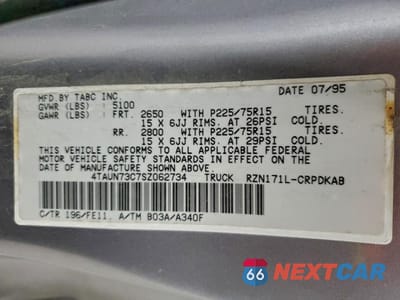 MFD. BY TABC INC. DATE 07/95
GVWR (LBS) 5100
GAWR (LBS) FRT. 2650 WITH P225/75R15 TIRES.
15 X 6JJ RIMS. AT 26PSI COLD.
RR. 2800 WITH P225/75R15 TIRES.
15 X 6JJ RIMS. AT 29PSI COLD.
THIS VEHICLE CONFORMS TO ALL APPLICABLE FEDERAL
MOTOR VEHICLE SAFETY STANDARDS IN EFFECT ON THE
DATE OF MANUFACTURE SHOWN ABOVE.
4TAUN73C7SZ062734 TRUCK RZN171L-CRPDKAB
C/TR 196/FE11, A/TM B03A/A340F
66 NEXTCAR